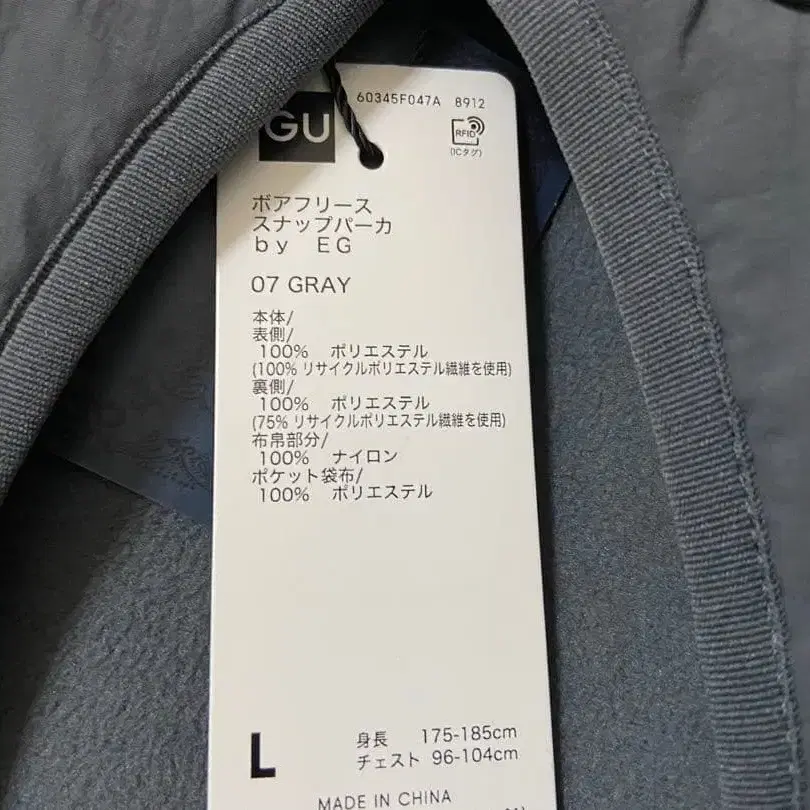 GU
60345F047A 8912
RFID
(ICタグ)
ボアフリース
スナップパーカ
by EG
07 GRAY
本体/
表側/
100% ポリエステル
(100% リサイクルポリエステル繊維を使用)
裏側/
100% ポリエステル
(75% リサイクルポリエステル繊維を使用)
布帛部分/
100% ナイロン
ポケット袋布/
100% ポリエステル
L
身長 175-185cm
チェスト 96-104cm
MADE IN CHINA